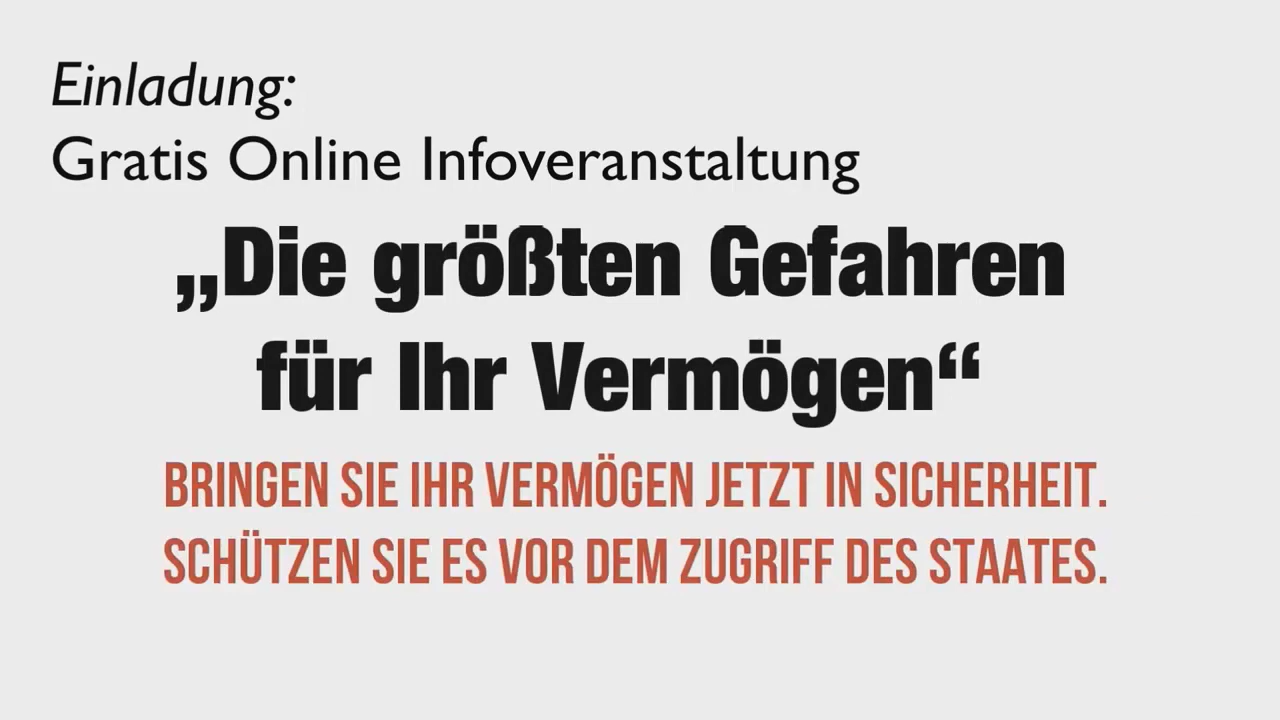 Einladung:
Gratis Online Infoveranstaltung
„Die größten Gefahren
für Ihr Vermögen“
BRINGEN SIE IHR VERMÖGEN JETZT IN SICHERHEIT.
SCHÜTZEN SIE ES VOR DEM ZUGRIFF DES STAATES.